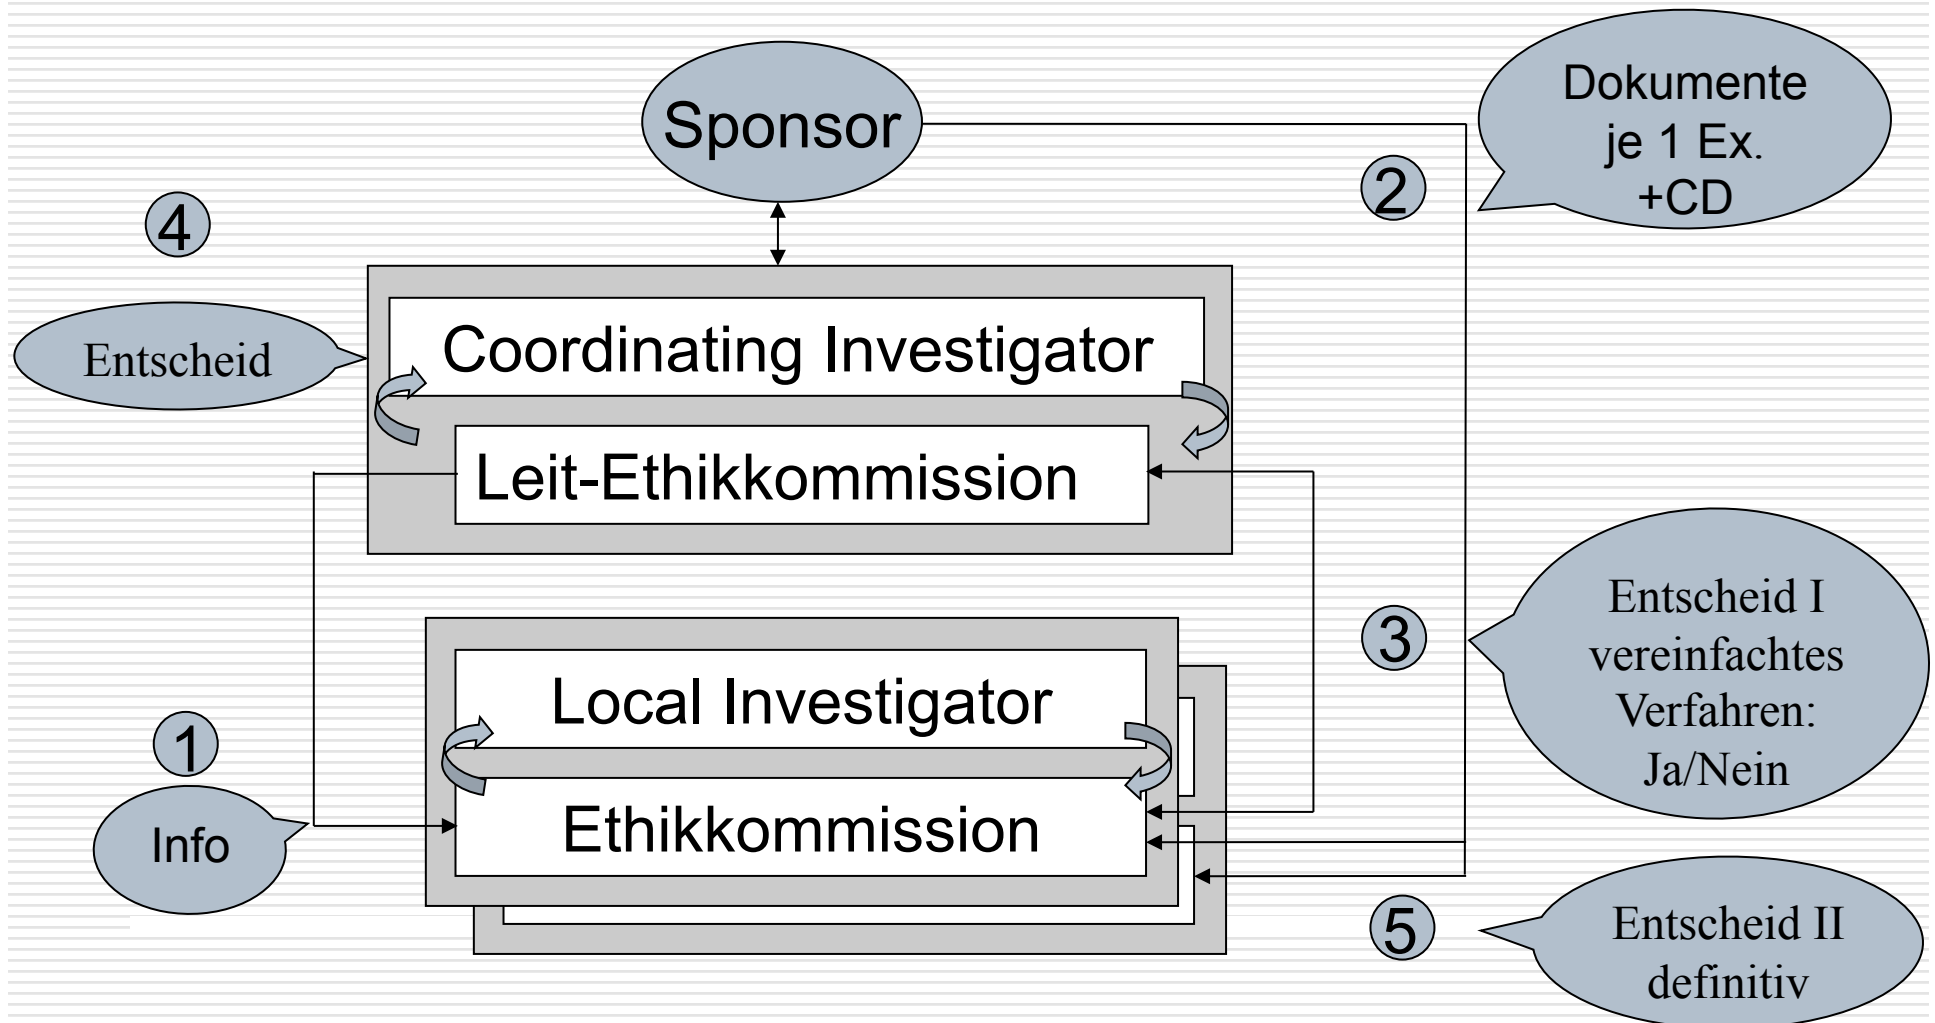 Sponsor
Dokumente
je 1 Ex.
+CD
2
4
Entscheid
Coordinating Investigator
Leit-Ethikkommission
3
Entscheid I
vereinfachtes
Verfahren:
Ja/Nein
Local Investigator
1
Info
Ethikkommission
5
Entscheid II
definitiv